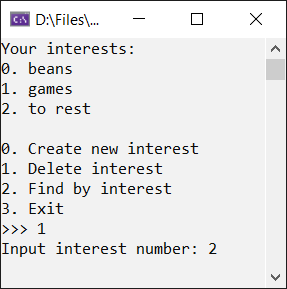 D:\Files\...
Your interests:
0. beans
1. games
2. to rest
0. Create new interest
1. Delete interest
2. Find by interest
3. Exit
>>> 1
Input interest number: 2